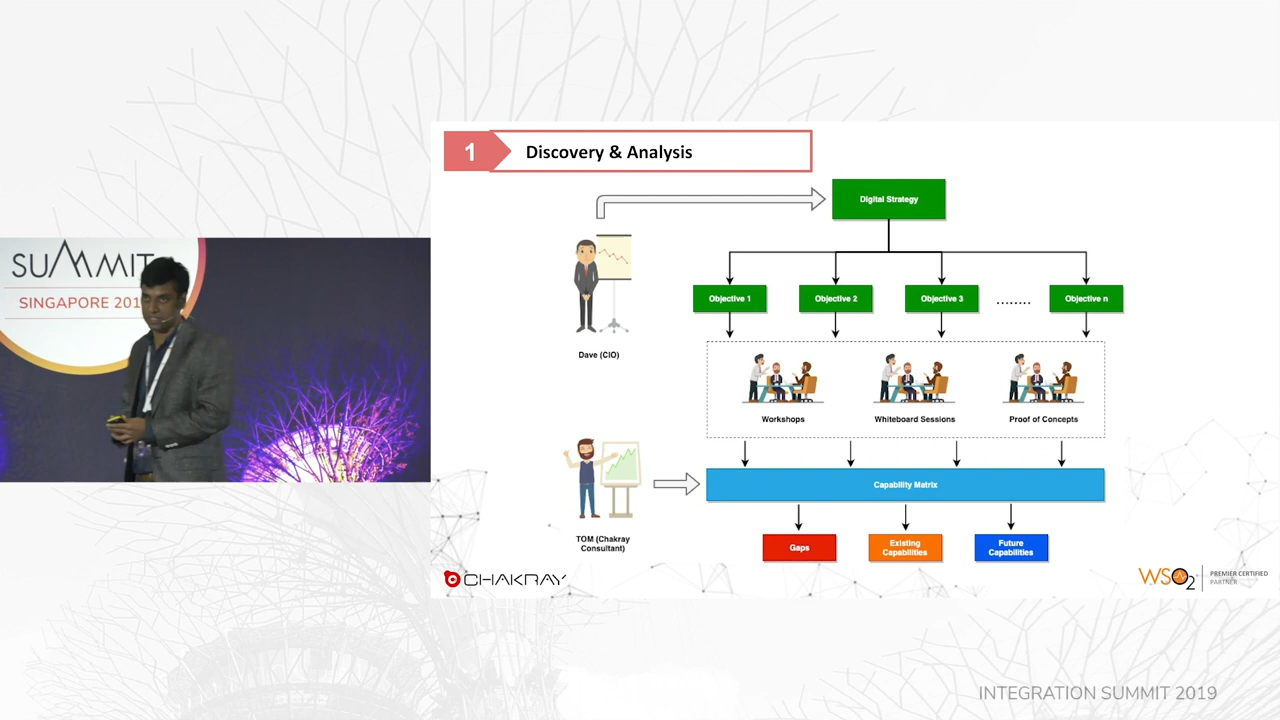 SUMMIT
SINGAPORE 201
1
Discovery & Analysis
Digital Strategy
Objective 1
Objective 2
Objective 3
........
Objective n
Dave (CIO)
Workshops
Whiteboard Sessions
Proof of Concepts
TOM (Chakray
Consultant)
Capability Matrix
Gaps
Existing
Capabilities
Future
Capabilities
CHAKRAY
WSO2
PREMIER CERTIFIED
PARTNER
INTEGRATION SUMMIT 2019